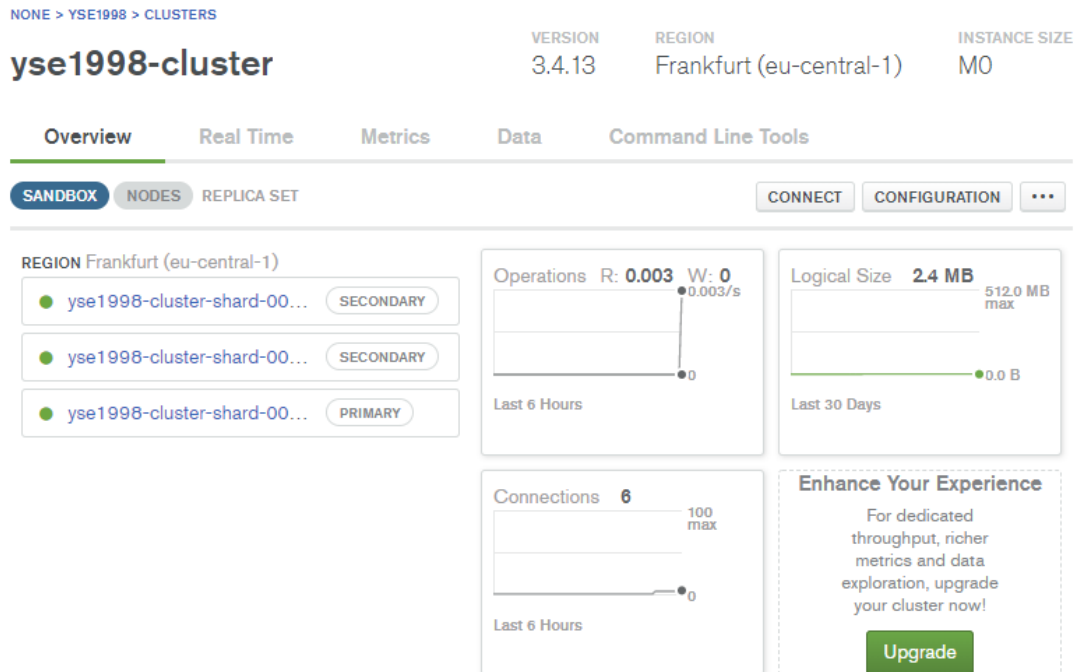 NONE > YSE1998 > CLUSTERS
yse1998-cluster
VERSION
3.4.13
REGION
Frankfurt (eu-central-1)
INSTANCE SIZE
M0
Overview Real Time Metrics Data Command Line Tools
SANDBOX NODES REPLICA SET
CONNECT CONFIGURATION •••
REGION Frankfurt (eu-central-1)
yse1998-cluster-shard-00... SECONDARY
yse1998-cluster-shard-00... SECONDARY
yse1998-cluster-shard-00... PRIMARY
Operations R: 0.003 W: 0
0.003/s
0
Last 6 Hours
Logical Size 2.4 MB
512.0 MB
max
0.0 B
Last 30 Days
Connections 6
100
max
0
Last 6 Hours
Enhance Your Experience
For dedicated
throughput, richer
metrics and data
exploration, upgrade
your cluster now!
Upgrade